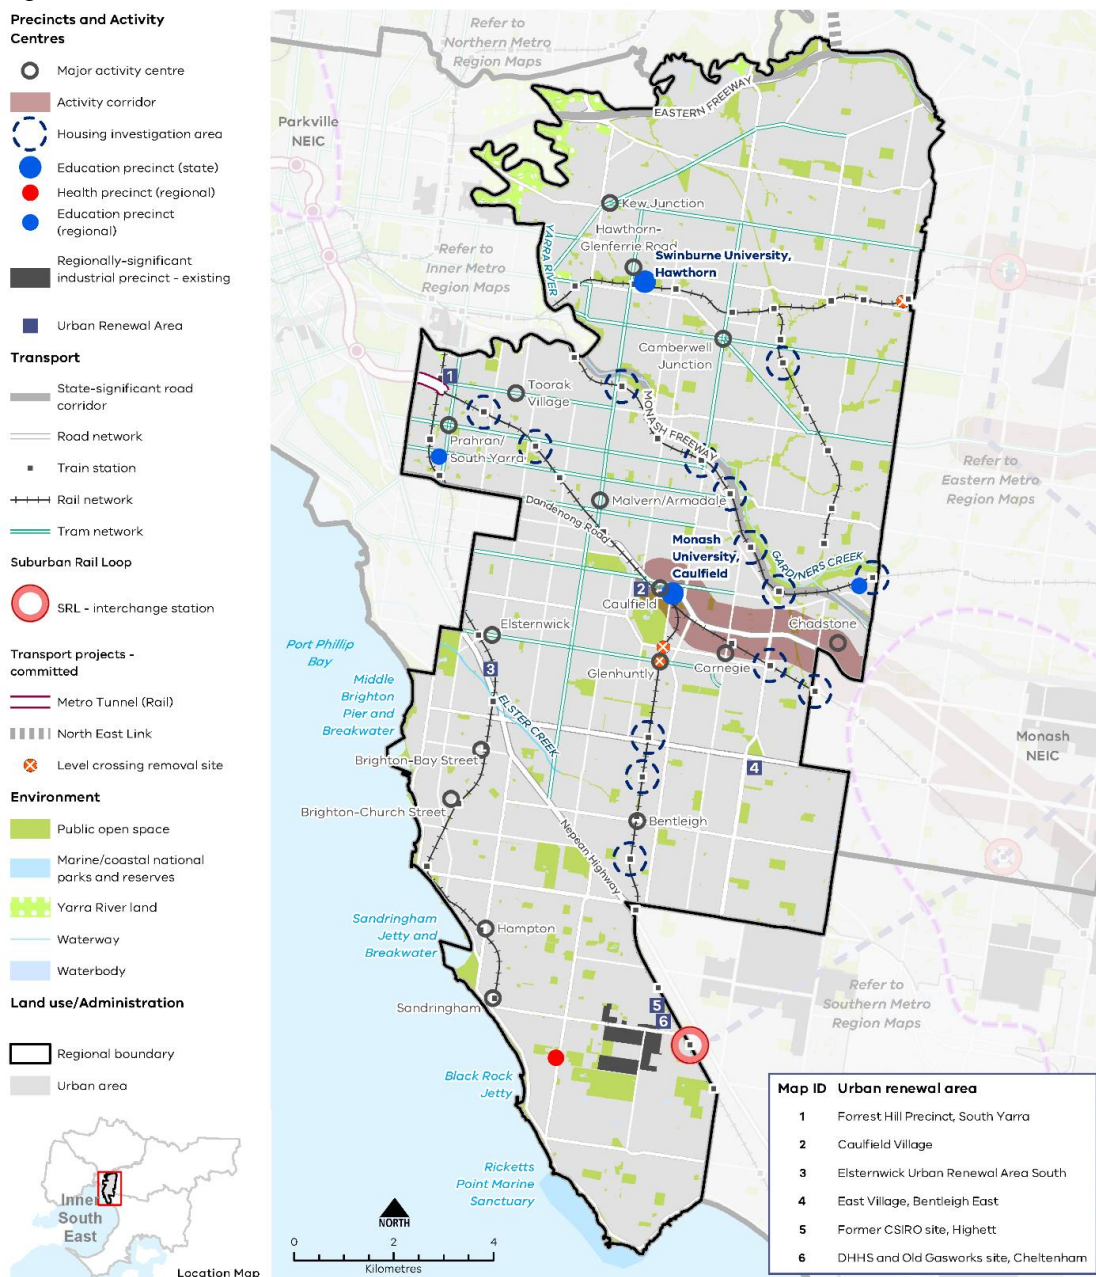 Precincts and Activity
Centres
Major activity centre
Activity corridor
Housing investigation area
Education precinct (state)
Health precinct (regional)
Education precinct
(regional)
Regionally-significant
industrial precinct - existing
Urban Renewal Area
Transport
State-significant road
corridor
Road network
Train station
Rail network
Tram network
Suburban Rail Loop
SRL - interchange station
Transport projects -
committed
Metro Tunnel (Rail)
North East Link
Level crossing removal site
Environment
Public open space
Marine/coastal national
parks and reserves
Yarra River land
Waterway
Waterbody
Land use/Administration
Regional boundary
Urban area
Inner
South
East
Location Map
Refer to
Northern Metro
Region Maps
Parkville
NEIC
EASTERN FREEWAY
Kew Junction
Hawthorn-
Glenferrie Road
YARRA RIVER
Swinburne University,
Hawthorn
Refer to
Inner Metro
Region Maps
Camberwell
Junction
1
Toorak
Village
MONASH FREEWAY
Prahran/
South Yarra
Refer to
Eastern Metro
Region Maps
Malvern/Armadale
Dandenong Road
Monash
University,
Caulfield
GARDINERS CREEK
2
Caulfield
Chadstone
Elsternwick
Port Phillip
Bay
3
Glenhuntly
Carnegie
Middle
Brighton
Pier and
Breakwater
ELSTER CREEK
Monash
NEIC
Brighton-Bay Street
4
Brighton-Church Street
Bentleigh
Nepean Highway
Sandringham
Jetty and
Breakwater
Hampton
Refer to
Southern Metro
Region Maps
Sandringham
5
6
Black Rock
Jetty
Ricketts
Point Marine
Sanctuary
NORTH
0 2 4
Kilometres
Map ID Urban renewal area
1 Forrest Hill Precinct, South Yarra
2 Caulfield Village
3 Elsternwick Urban Renewal Area South
4 East Village, Bentleigh East
5 Former CSIRO site, Highett
6 DHHS and Old Gasworks site, Cheltenham